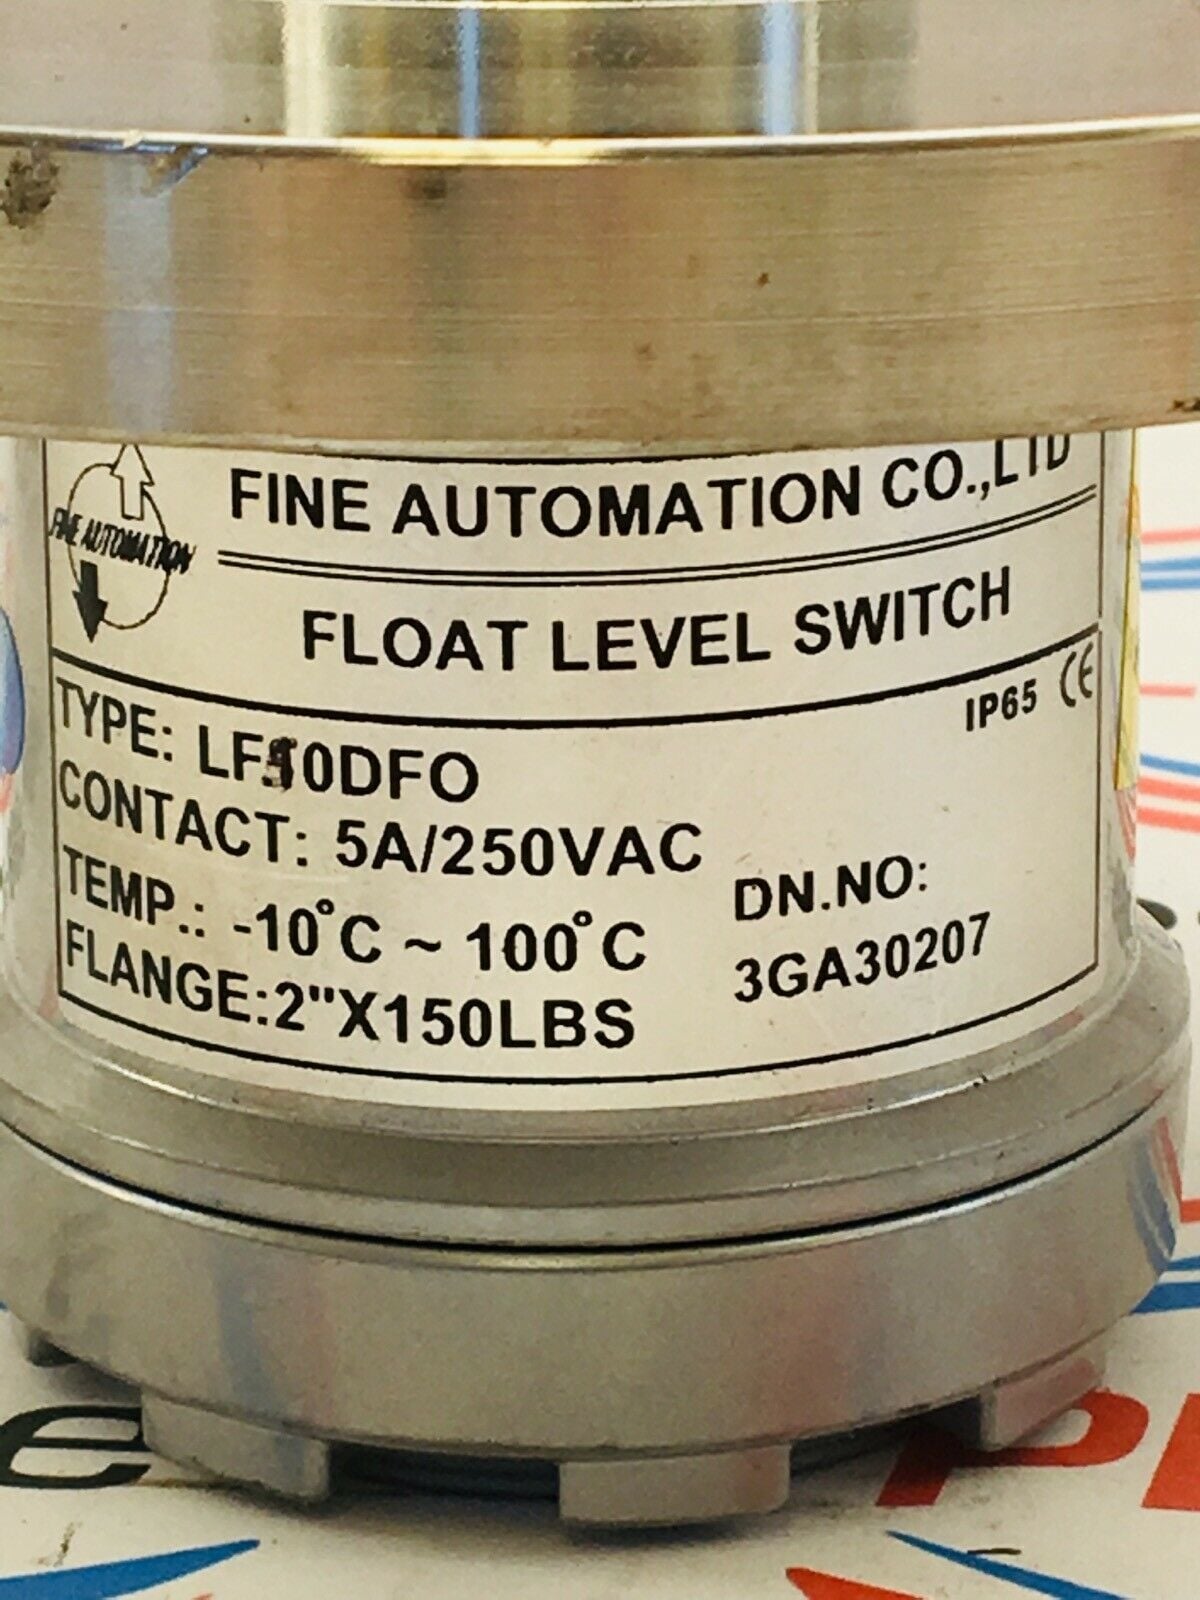 FINE AUTOMATION
FINE AUTOMATION CO.,LTD
FLOAT LEVEL SWITCH
IP65 CE
TYPE: LF510DFO
CONTACT: 5A/250VAC
TEMP.: -10°C ~ 100°C
FLANGE:2"X150LBS
DN.NO:
3GA30207